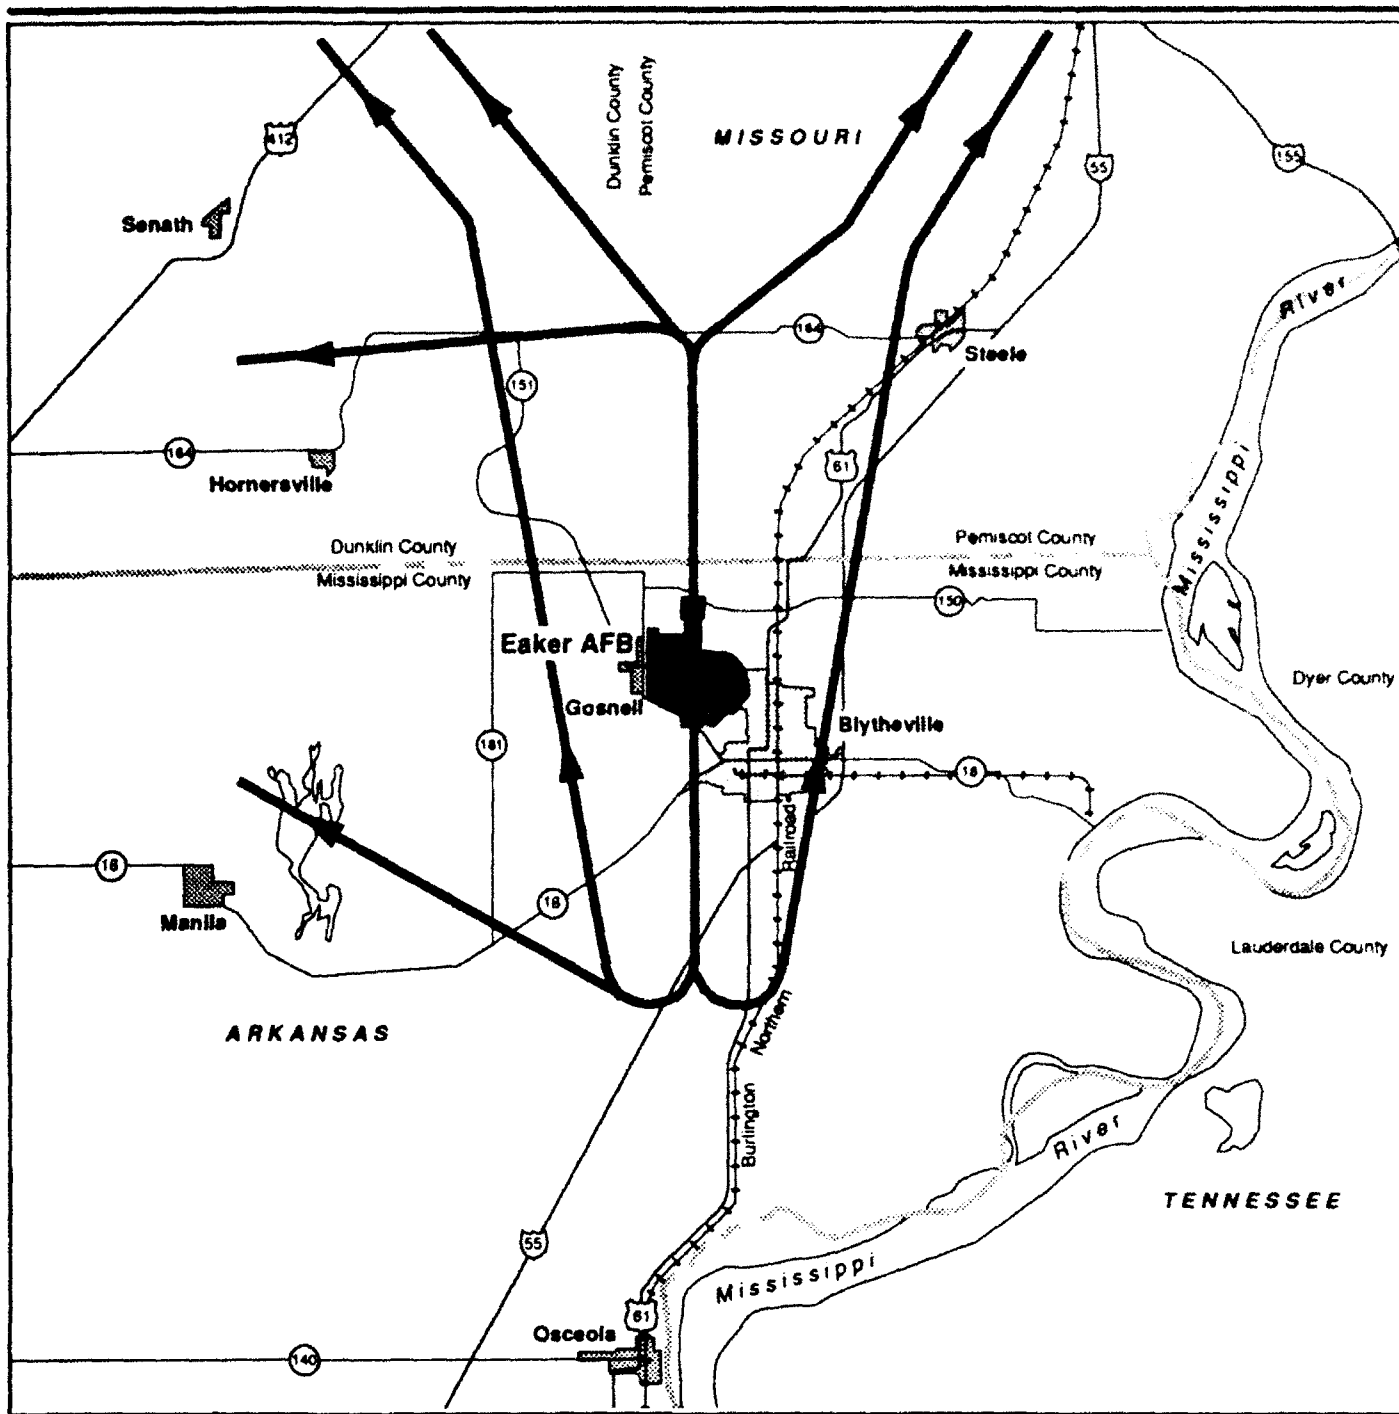 Dunklin County
Pemiscot County
MISSOURI
412
55
155
Senath
River
164
Steele
151
164
61
Hornersville
Mississippi
Dunklin County
Pemiscot County
Mississippi County
Mississippi County
150
Eaker AFB
Dyer County
Gosnell
Blytheville
181
18
Railroad
18
18
Manila
Lauderdale County
ARKANSAS
Northern
Burlington
River
TENNESSEE
55
Mississippi
61
Osceola
140